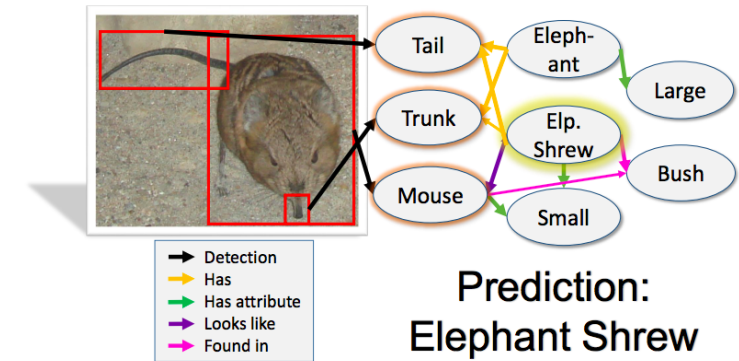 Tail
Eleph-
ant
Large
Trunk
Elp.
Shrew
Bush
Mouse
Small
Detection
Has
Has attribute
Looks like
Found in
Prediction:
Elephant Shrew